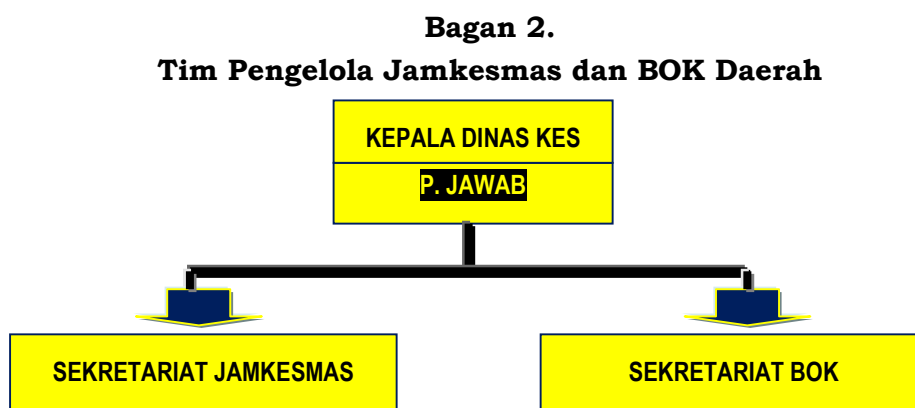 Bagan 2.
Tim Pengelola Jamkesmas dan BOK Daerah
KEPALA DINAS KES
P. JAWAB
SEKRETARIAT JAMKESMAS
SEKRETARIAT BOK